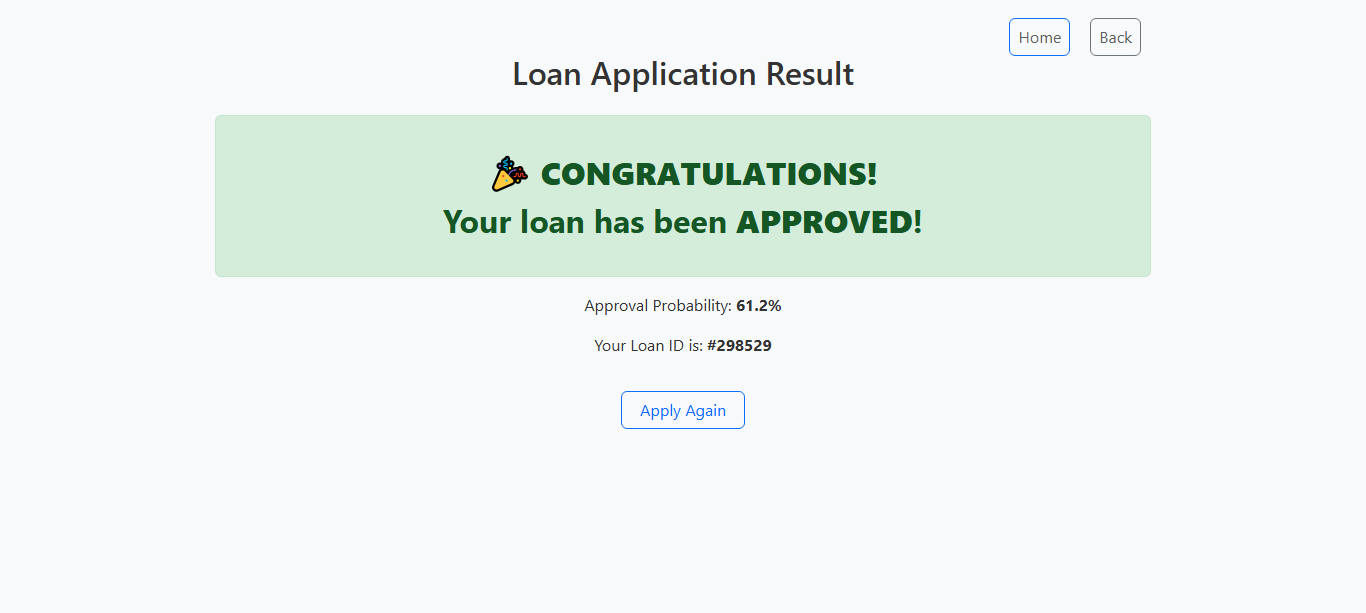 Home Back
Loan Application Result
🎉 CONGRATULATIONS!
Your loan has been APPROVED!
Approval Probability: 61.2%
Your Loan ID is: #298529
Apply Again